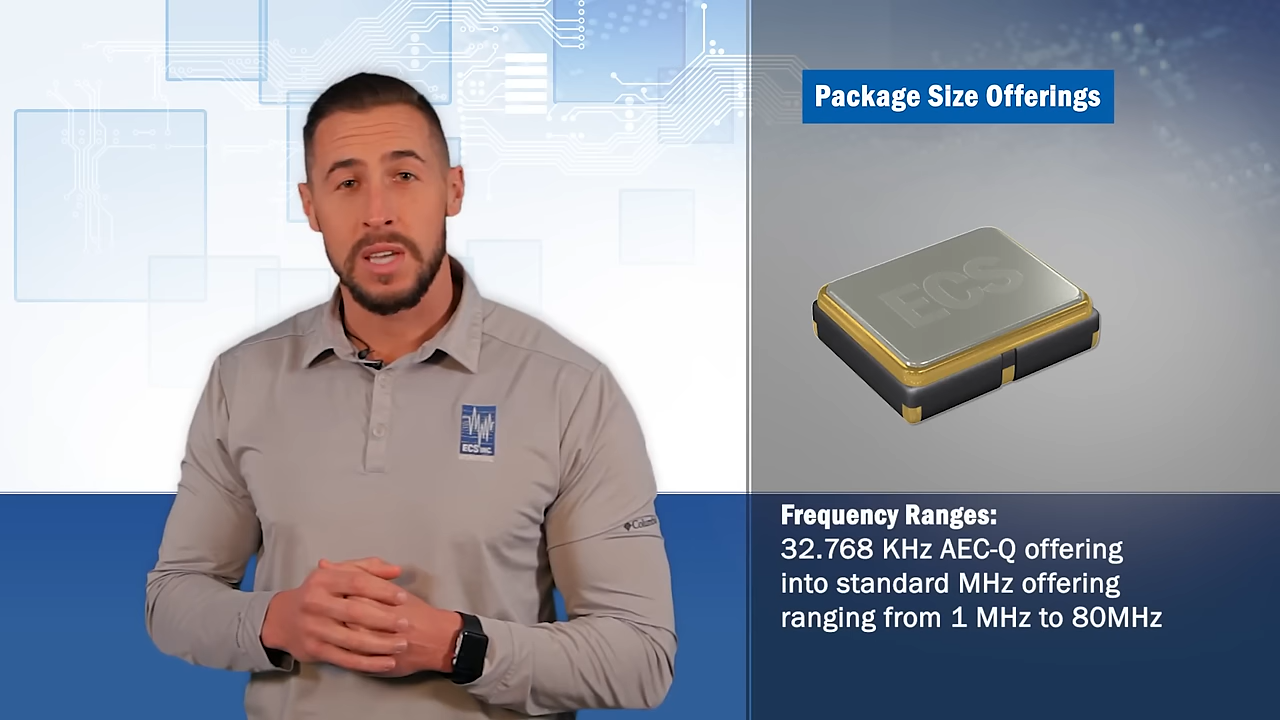 Package Size Offerings
ECS
ECS INC.
Columbia
Frequency Ranges:
32.768 KHz AEC-Q offering
into standard MHz offering
ranging from 1 MHz to 80MHz